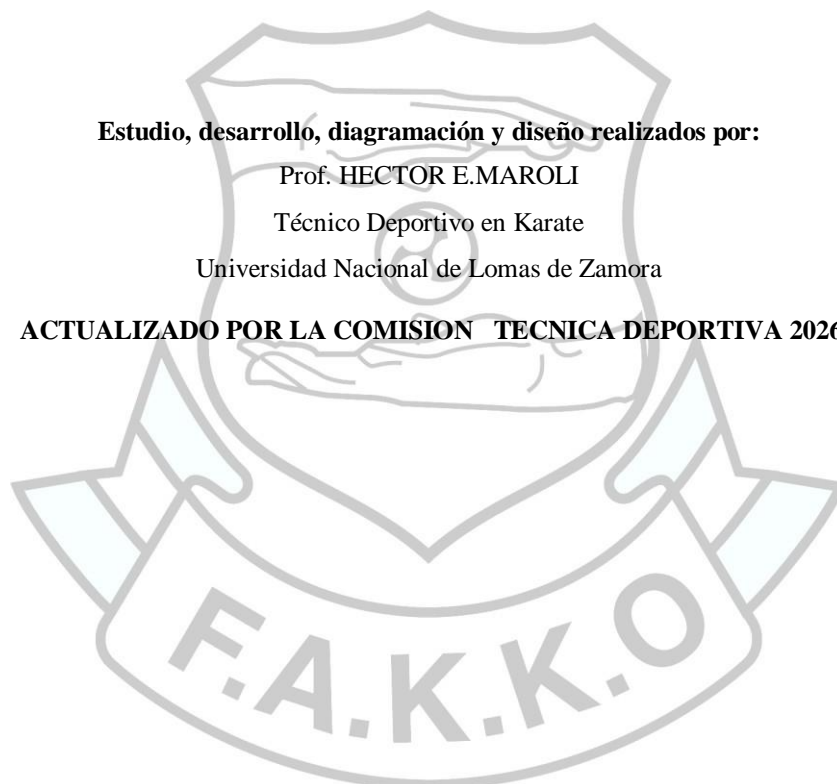 Estudio, desarrollo, diagramación y diseño realizados por:
Prof. HECTOR E.MAROLI
Técnico Deportivo en Karate
Universidad Nacional de Lomas de Zamora
ACTUALIZADO POR LA COMISION TECNICA DEPORTIVA 2026
F.A.K.K.O